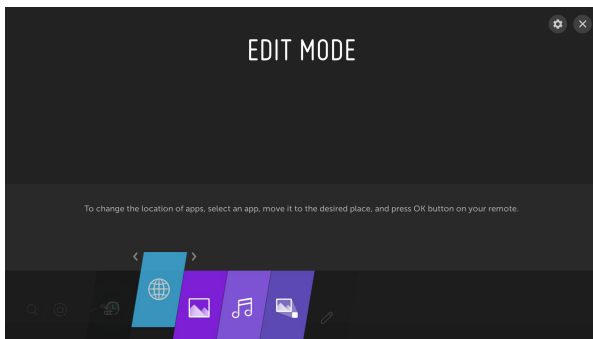 EDIT MODE
To change the location of apps, select an app, move it to the desired place, and press OK button on your remote.